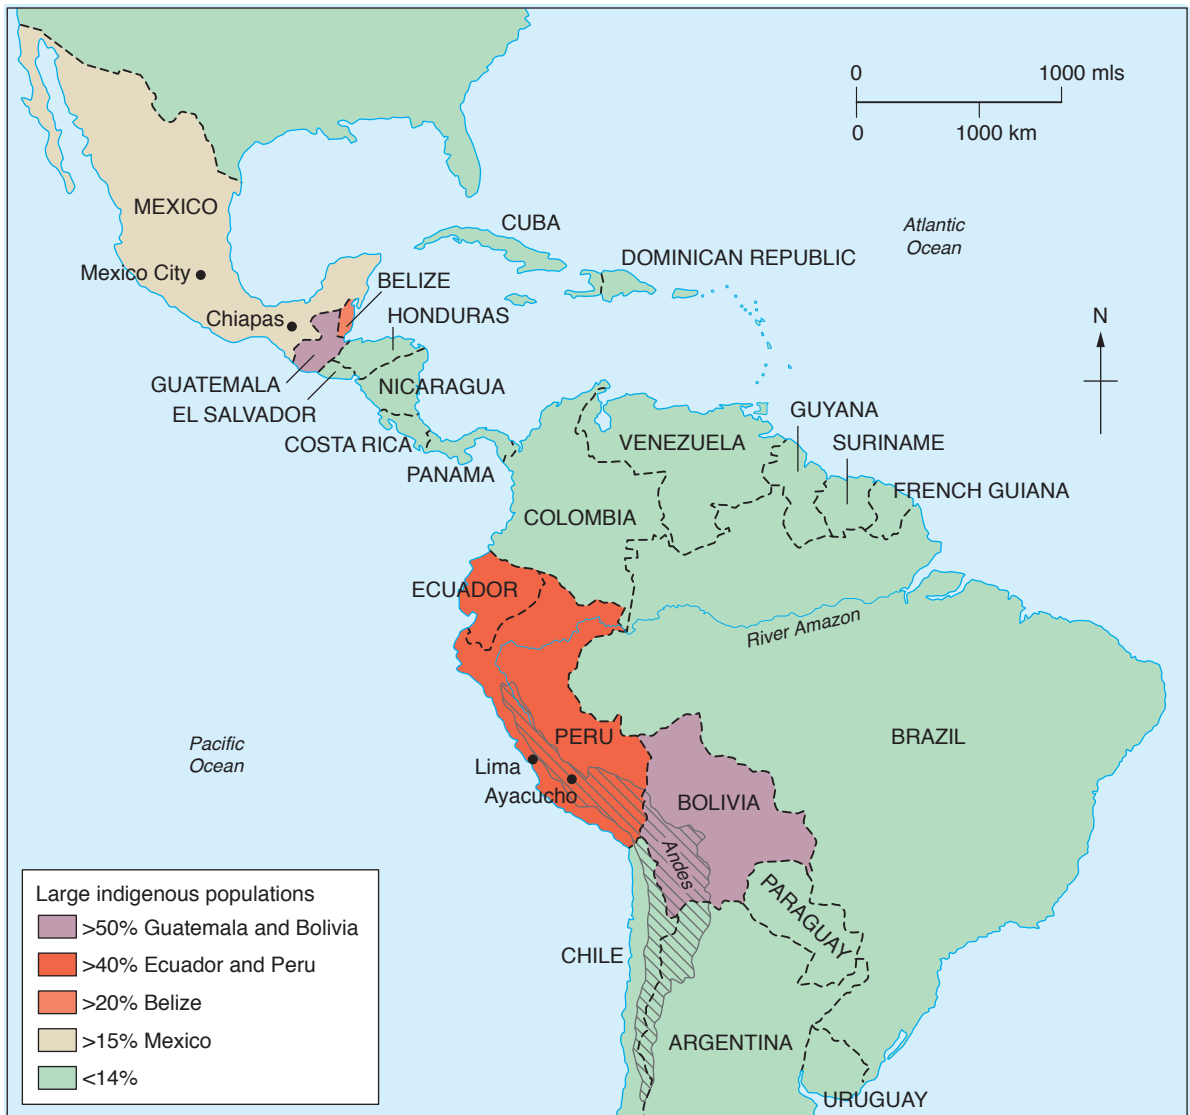 0 1000 mls
0 1000 km
MEXICO
CUBA
Atlantic
Ocean
DOMINICAN REPUBLIC
Mexico City
BELIZE
Chiapas
HONDURAS
N
GUATEMALA
NICARAGUA
EL SALVADOR
GUYANA
COSTA RICA
VENEZUELA
SURINAME
PANAMA
FRENCH GUIANA
COLOMBIA
ECUADOR
River Amazon
PERU
BRAZIL
Pacific
Ocean
Lima
Ayacucho
BOLIVIA
Andes
PARAGUAY
CHILE
ARGENTINA
URUGUAY
Large indigenous populations
>50% Guatemala and Bolivia
>40% Ecuador and Peru
>20% Belize
>15% Mexico
<14%